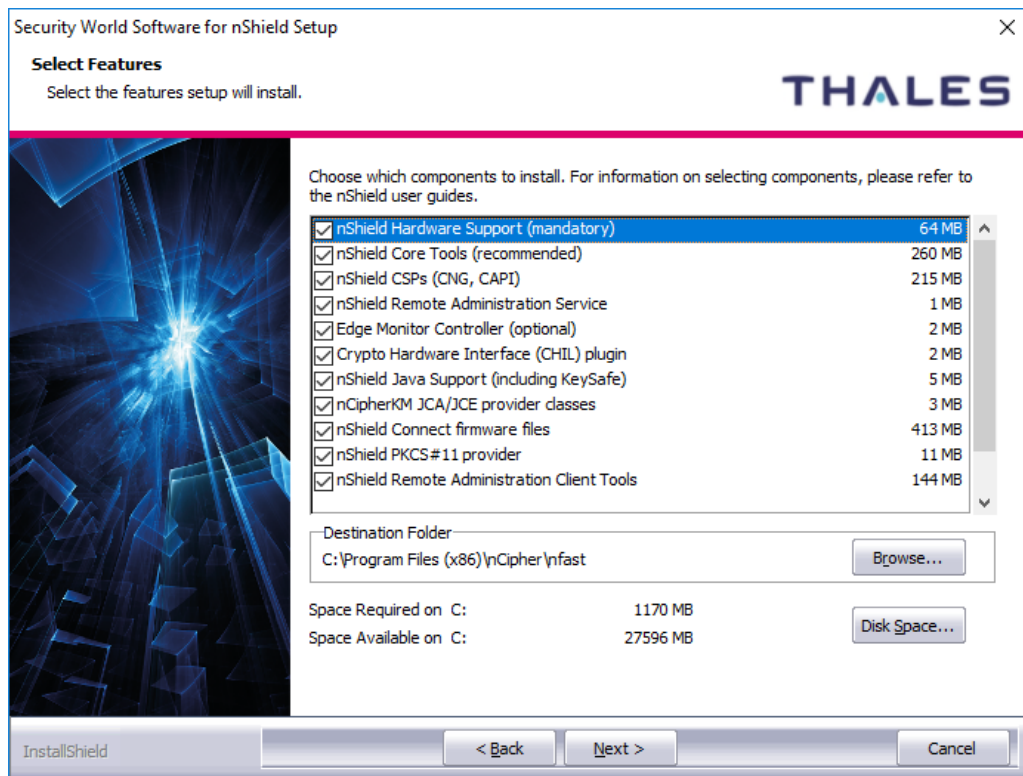 Security World Software for nShield Setup
Select Features
Select the features setup will install.
THALES
Choose which components to install. For information on selecting components, please refer to
the nShield user guides.
nShield Hardware Support (mandatory) 64 MB
nShield Core Tools (recommended) 260 MB
nShield CSPs (CNG, CAPI) 215 MB
nShield Remote Administration Service 1 MB
Edge Monitor Controller (optional) 2 MB
Crypto Hardware Interface (CHIL) plugin 2 MB
nShield Java Support (including KeySafe) 5 MB
nCipherKM JCA/JCE provider classes 3 MB
nShield Connect firmware files 413 MB
nShield PKCS#11 provider 11 MB
nShield Remote Administration Client Tools 144 MB
Destination Folder
C:\Program Files (x86)\nCipher\nfast
Browse...
Space Required on C: 1170 MB
Space Available on C: 27596 MB
Disk Space...
InstallShield
< Back
Next >
Cancel